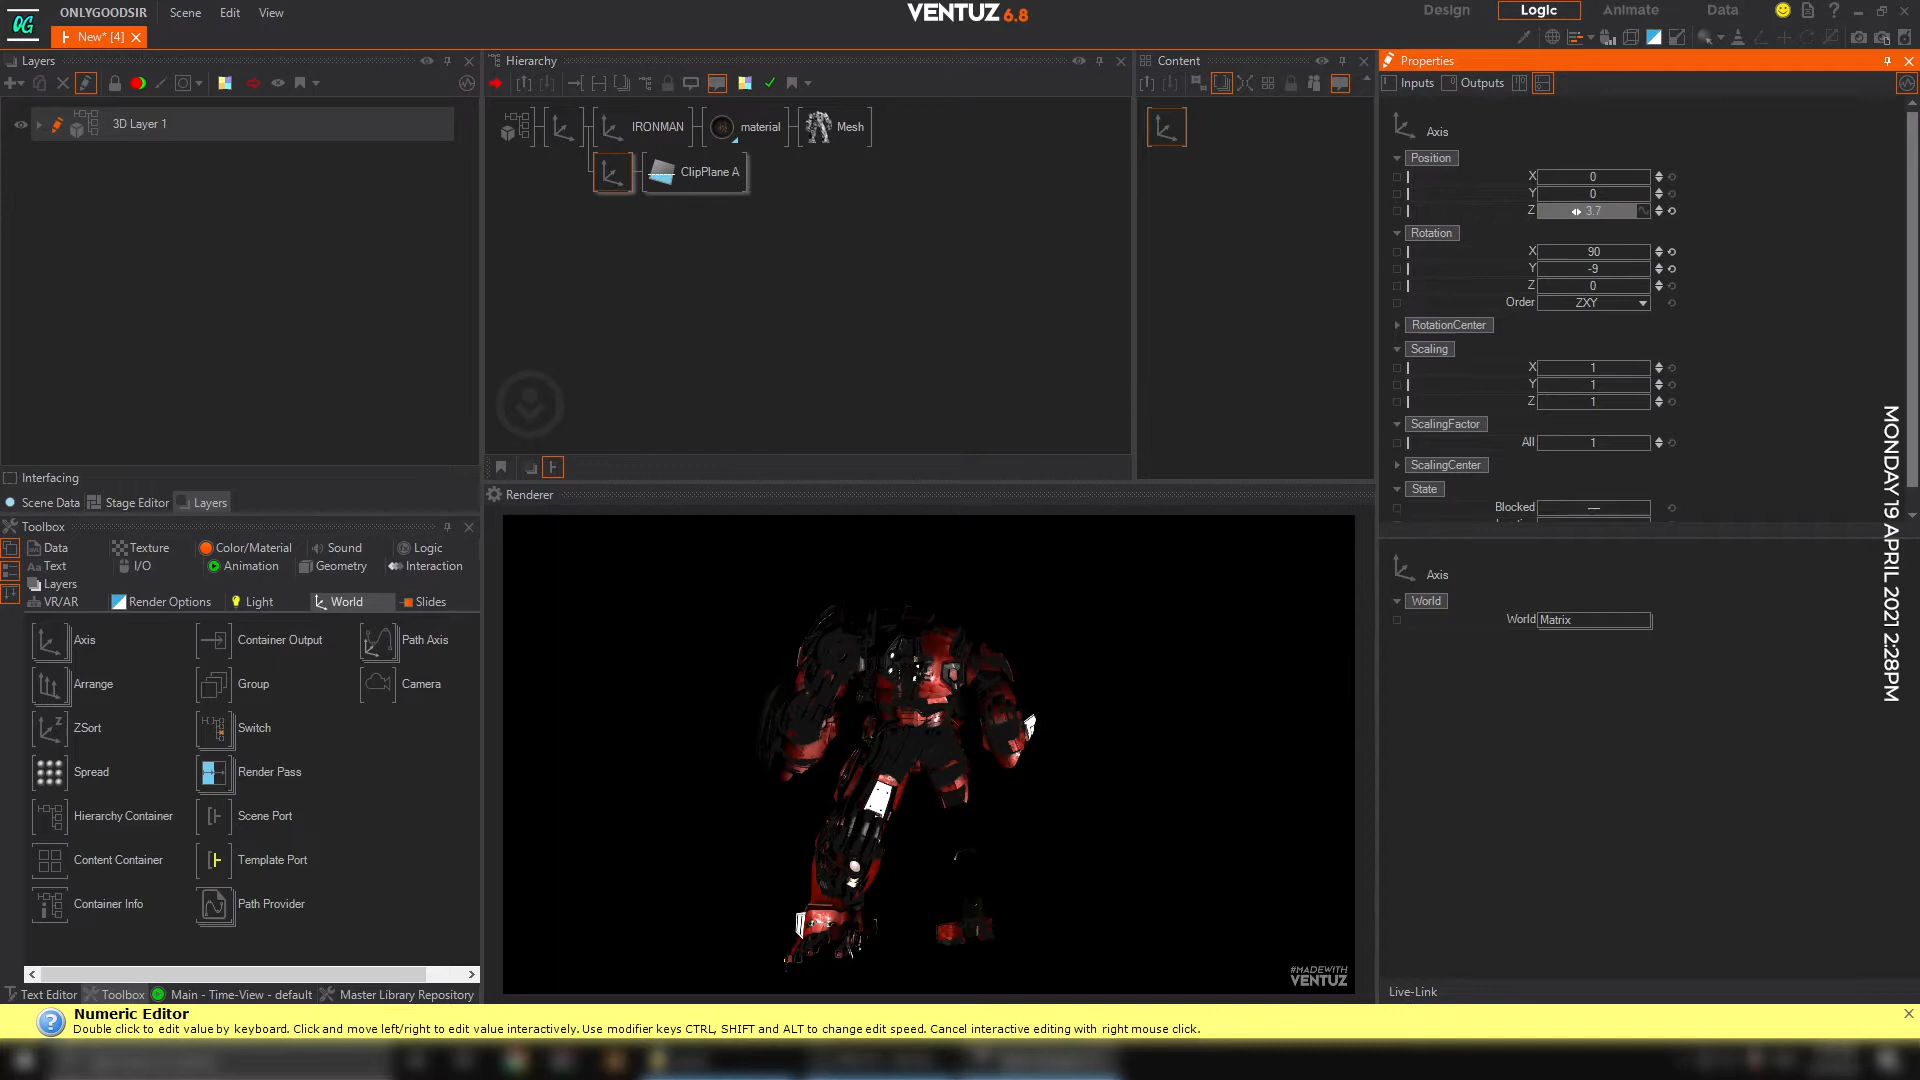 ONLYGOODSIR Scene Edit View
VENTUZ 6.8
Design Logic Animate Data
New* [4]
Layers
3D Layer 1
Interfacing
Scene Data Stage Editor Layers
Hierarchy
IRONMAN material Mesh
ClipPlane A
Content
Properties
Inputs Outputs
Axis
Position
X 0
Y 0
Z 3.7
Rotation
X 90
Y -9
Z 0
Order ZXY
RotationCenter
Scaling
X 1
Y 1
Z 1
ScalingFactor
All 1
ScalingCenter
State
Blocked —
Axis
World
World Matrix
Live-Link
MONDAY 19 APRIL 2021 2:28PM
Toolbox
Data Texture Color/Material Sound Logic
Text I/O Animation Geometry Interaction
Layers
VR/AR Render Options Light World Slides
Axis Container Output Path Axis
Arrange Group Camera
ZSort Switch
Spread Render Pass
Hierarchy Container Scene Port
Content Container Template Port
Container Info Path Provider
Text Editor Toolbox Main - Time-View - default Master Library Repository
Renderer
#MADEWITH
VENTUZ
Numeric Editor
Double click to edit value by keyboard. Click and move left/right to edit value interactively. Use modifier keys CTRL, SHIFT and ALT to change edit speed. Cancel interactive editing with right mouse click.